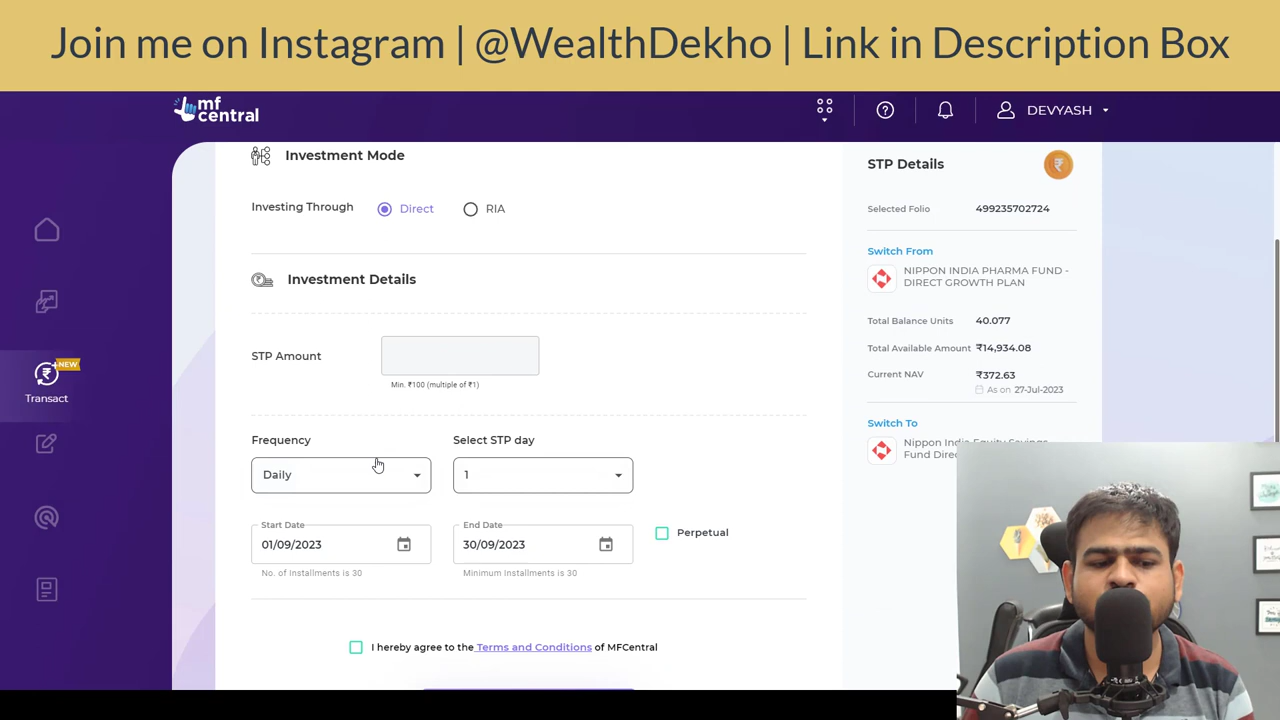 Join me on Instagram | @WealthDekho | Link in Description Box
mf central
DEVYASH
Investment Mode
Investing Through
Direct
RIA
Investment Details
STP Amount
Min. ₹100 (multiple of ₹1)
Frequency
Select STP day
Daily
1
Start Date
End Date
01/09/2023
30/09/2023
Perpetual
No. of Installments is 30
Minimum Installments is 30
I hereby agree to the Terms and Conditions of MFCentral
NEW
Transact
STP Details
Selected Folio 499235702724
Switch From
NIPPON INDIA PHARMA FUND -
DIRECT GROWTH PLAN
Total Balance Units 40.077
Total Available Amount ₹14,934.08
Current NAV ₹372.63
As on 27-Jul-2023
Switch To
Nippon India Equity Savings
Fund